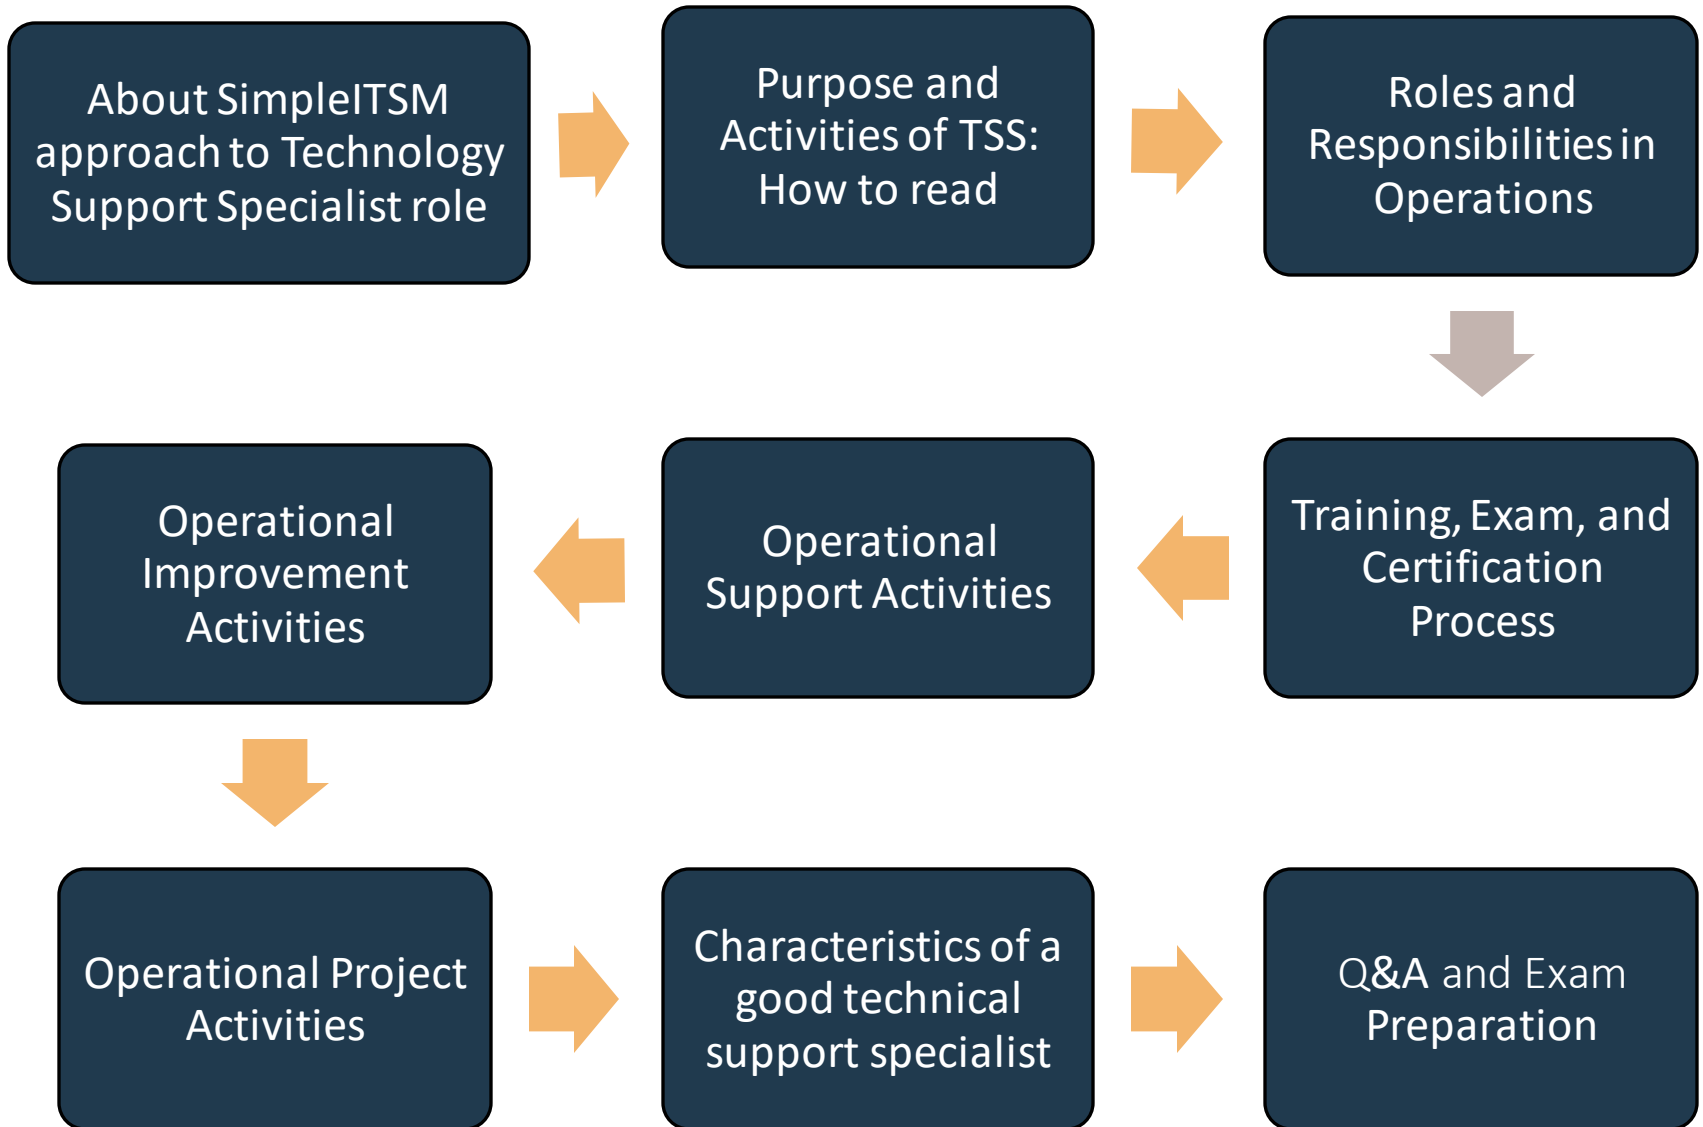 About SimpleITSM
approach to Technology
Support Specialist role
Purpose and
Activities of TSS:
How to read
Roles and
Responsibilities in
Operations
Training, Exam, and
Certification
Process
Operational
Support Activities
Operational
Improvement
Activities
Operational Project
Activities
Characteristics of a
good technical
support specialist
Q&A and Exam
Preparation